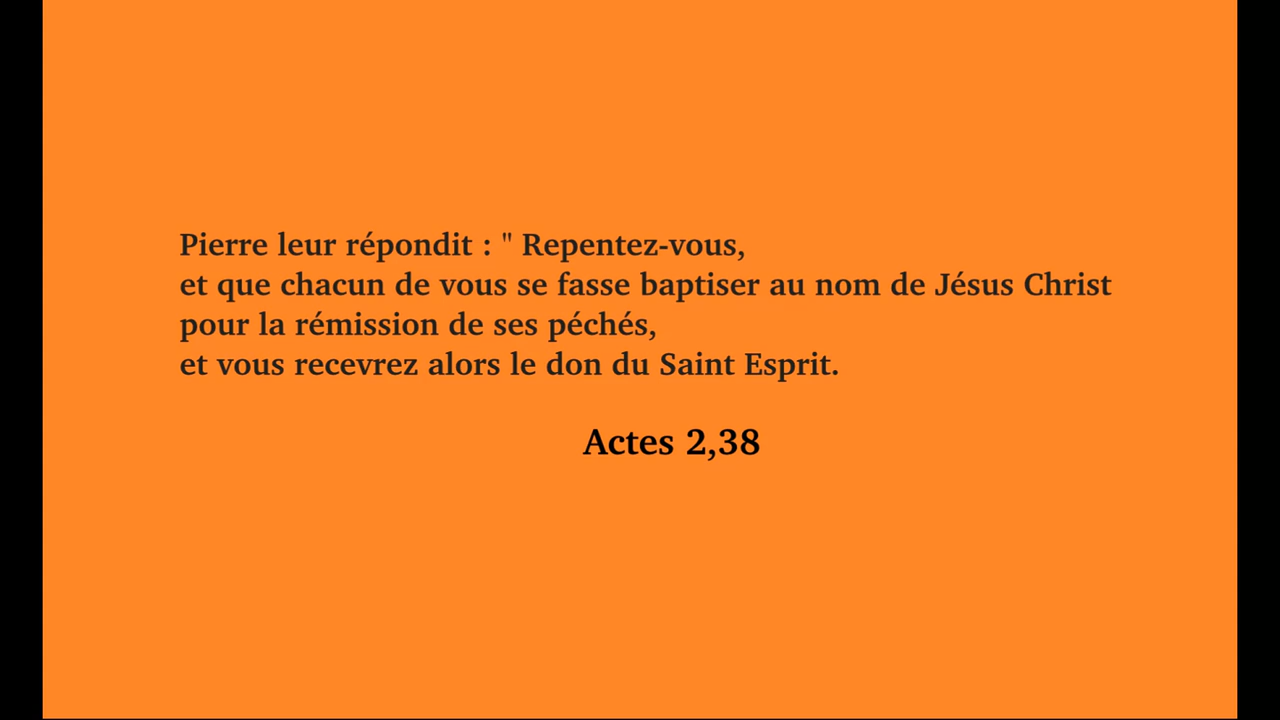 Pierre leur répondit : " Repentez-vous,
et que chacun de vous se fasse baptiser au nom de Jésus Christ
pour la rémission de ses péchés,
et vous recevrez alors le don du Saint Esprit.
Actes 2,38